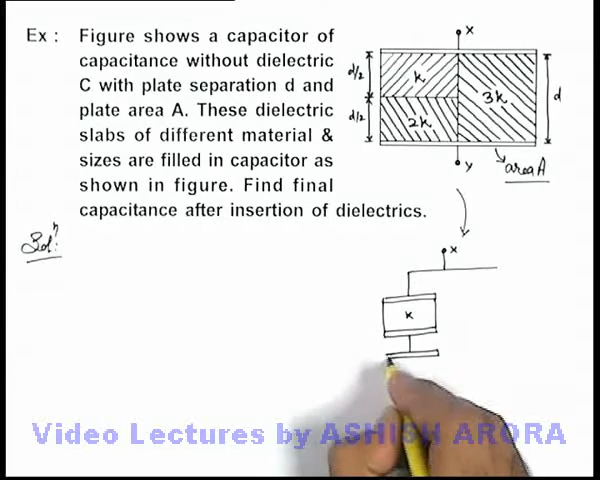 Ex : Figure shows a capacitor of
capacitance without dielectric
C with plate separation d and
plate area A. These dielectric
slabs of different material &
sizes are filled in capacitor as
shown in figure. Find final
capacitance after insertion of dielectrics.
x
d/2
k
3k
d
d/2
2k
y
area A
Solⁿ:
x
k
Video Lectures by ASHISH ARORA